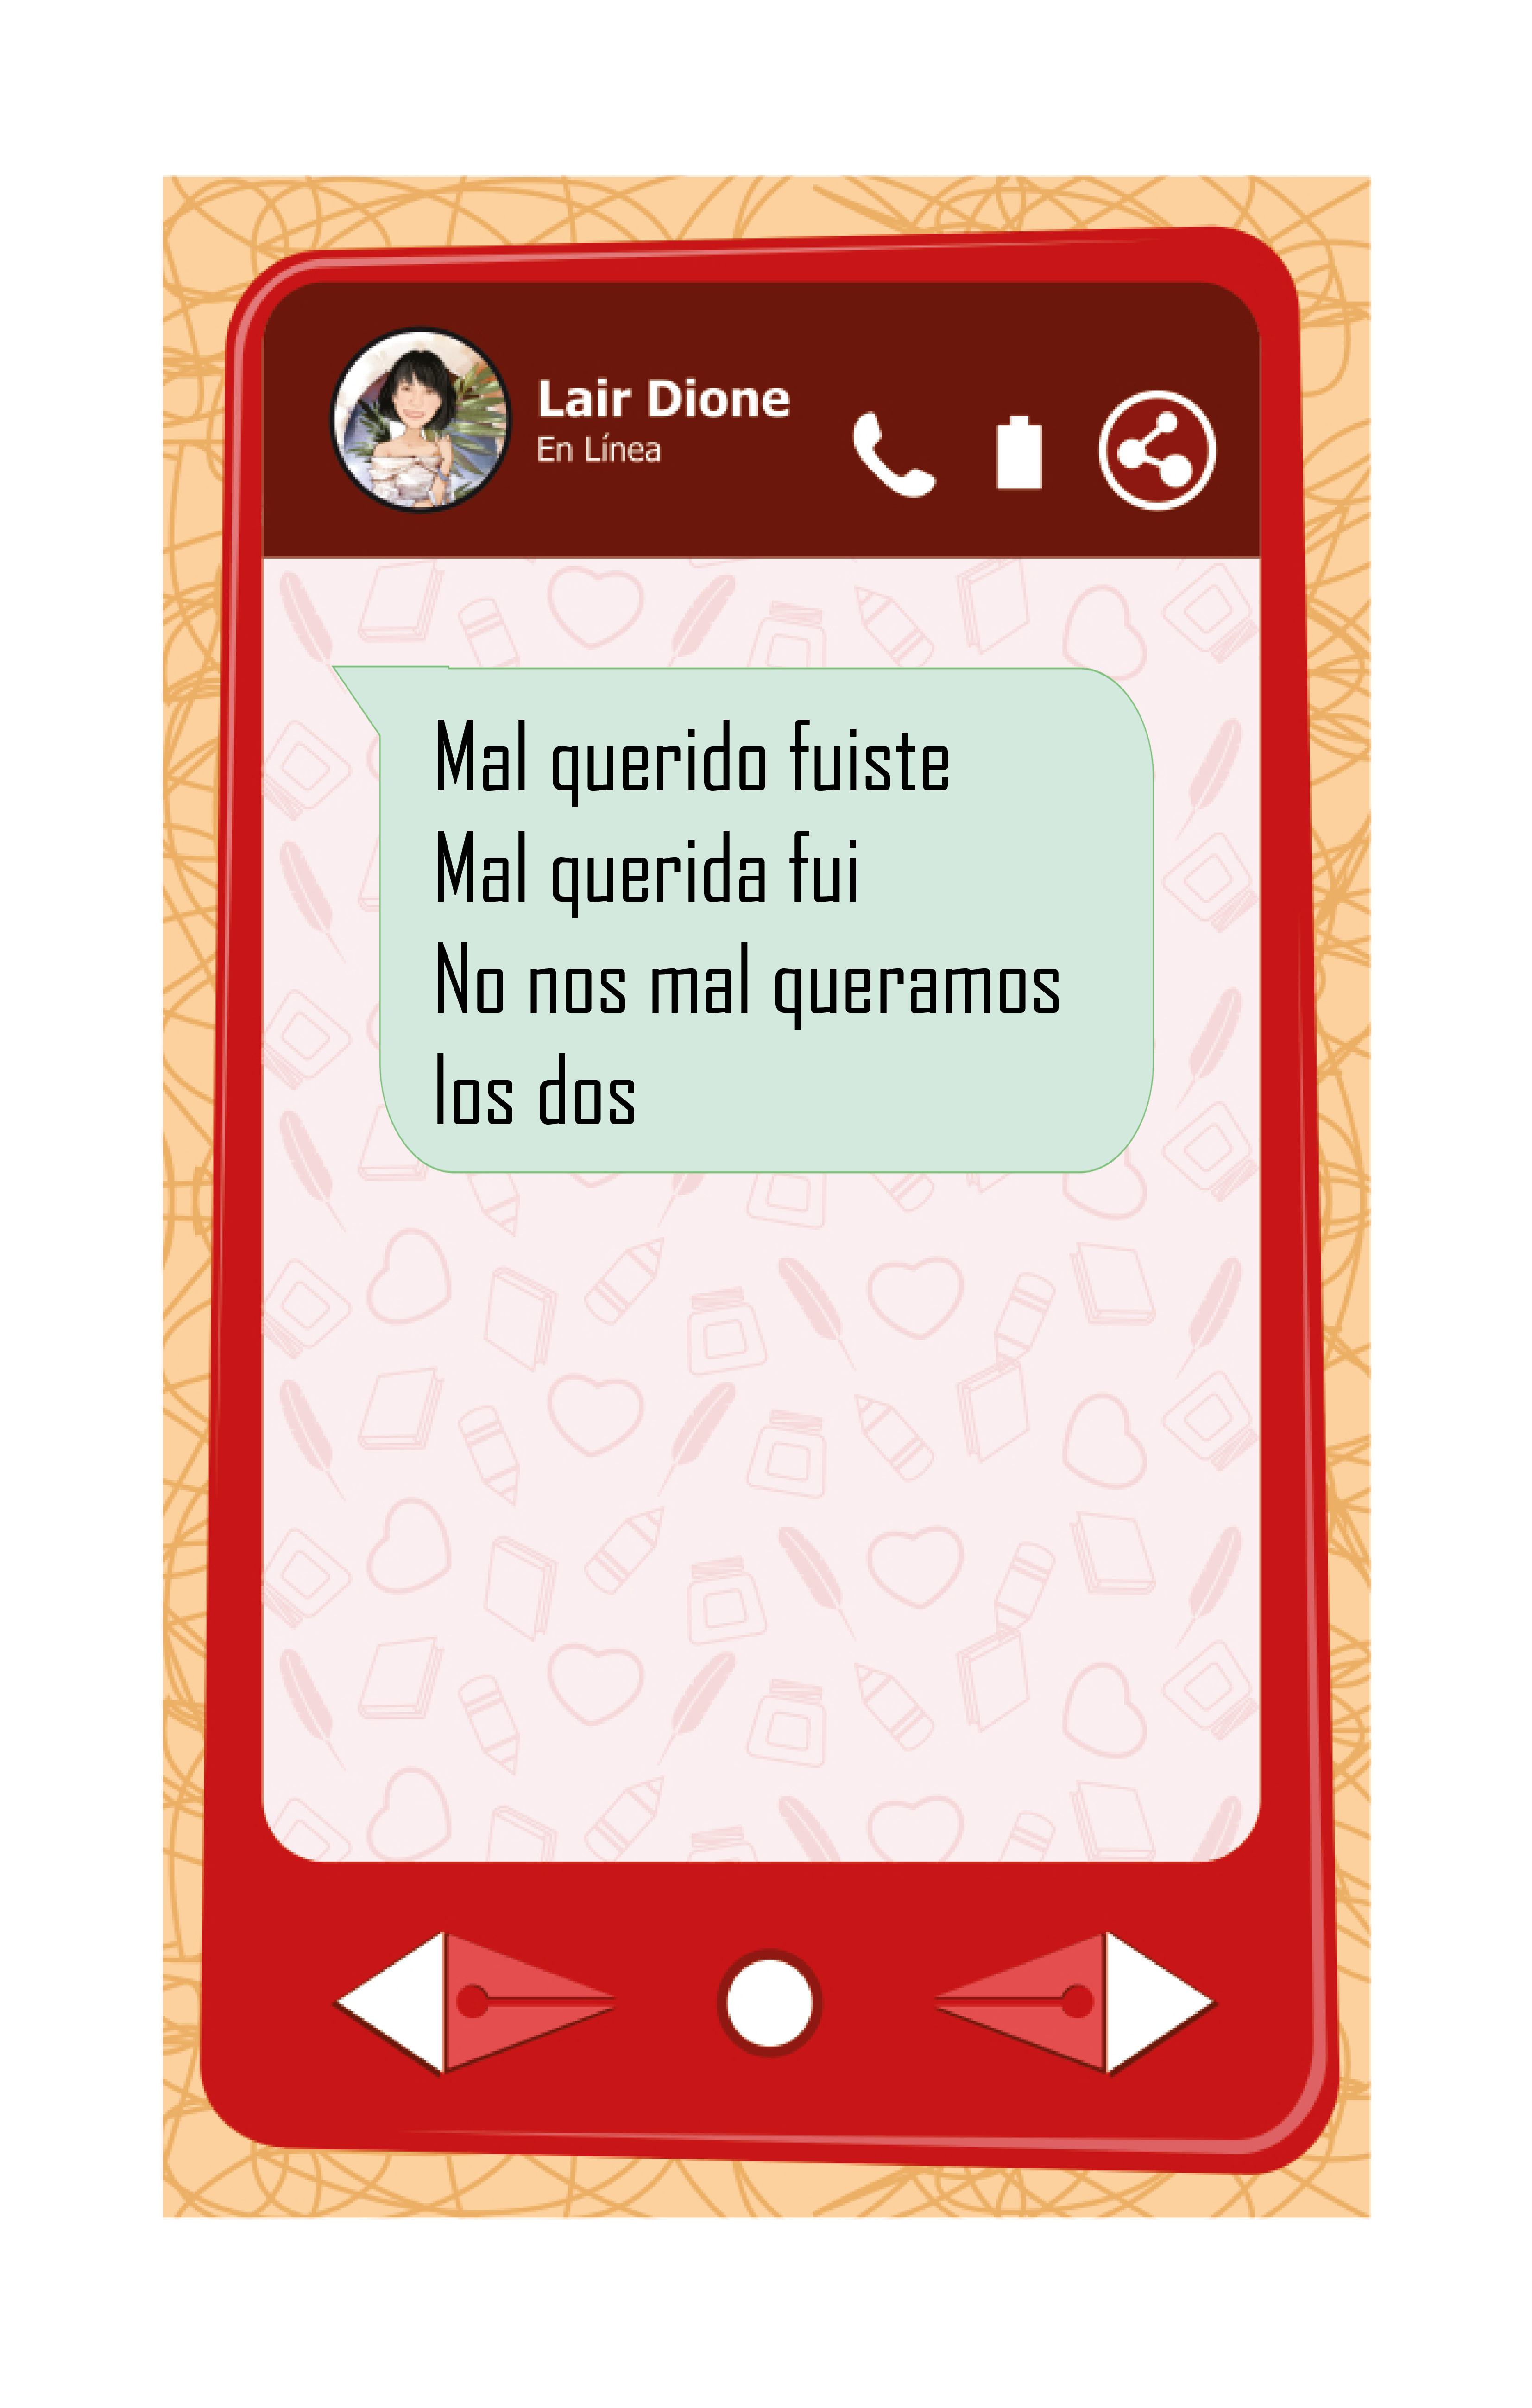 Lair Dione
En Línea
Mal querido fuiste
Mal querida fui
No nos mal queramos
los dos